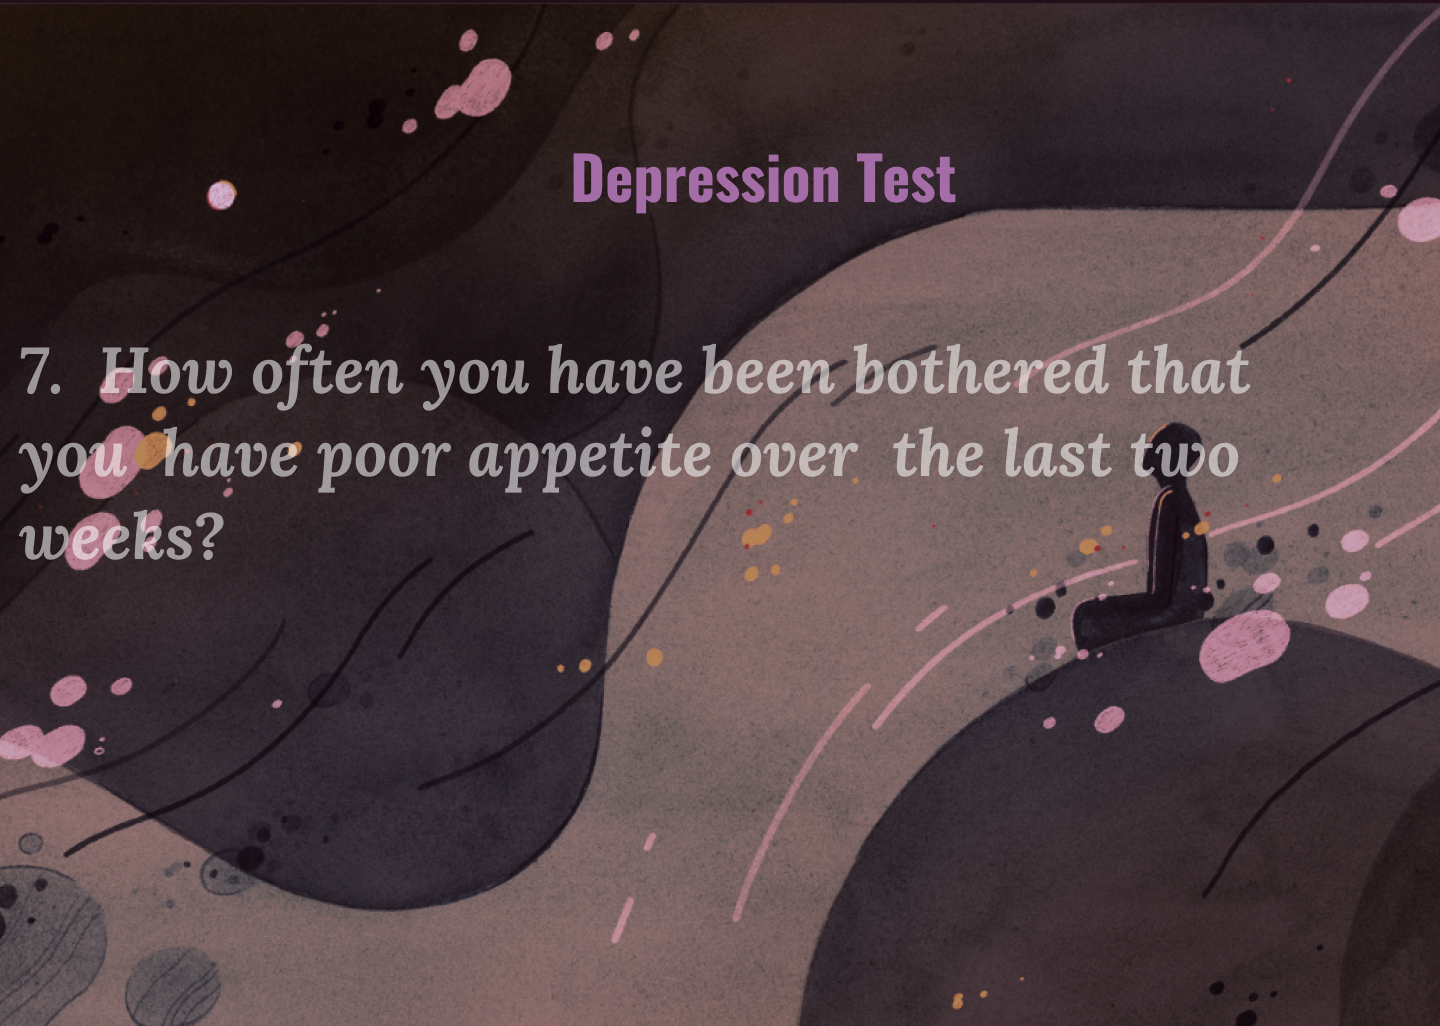 Depression Test
7. How often you have been bothered that
you have poor appetite over the last two
weeks?